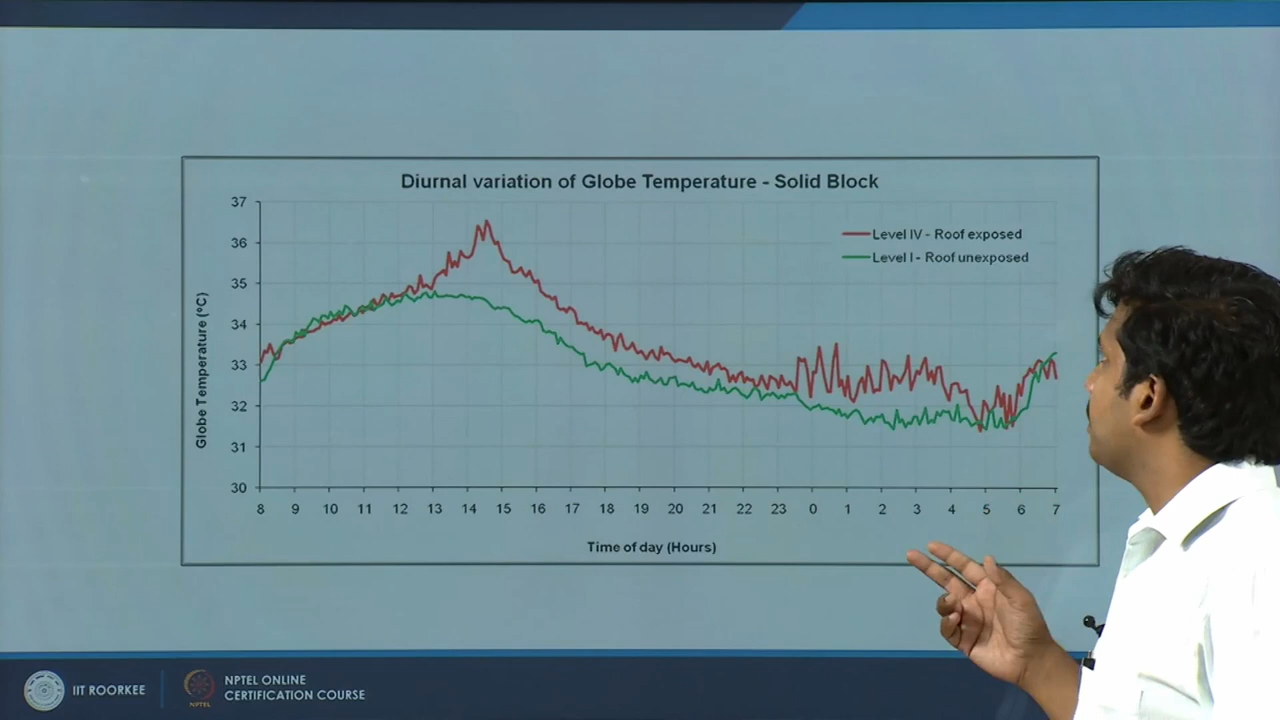 Diurnal variation of Globe Temperature - Solid Block
37
36
35
34
33
32
31
30
Globe Temperature (ºC)
Level IV - Roof exposed
Level I - Roof unexposed
8 9 10 11 12 13 14 15 16 17 18 19 20 21 22 23 0 1 2 3 4 5 6 7
Time of day (Hours)
IIT ROORKEE
NPTEL
NPTEL ONLINE
CERTIFICATION COURSE